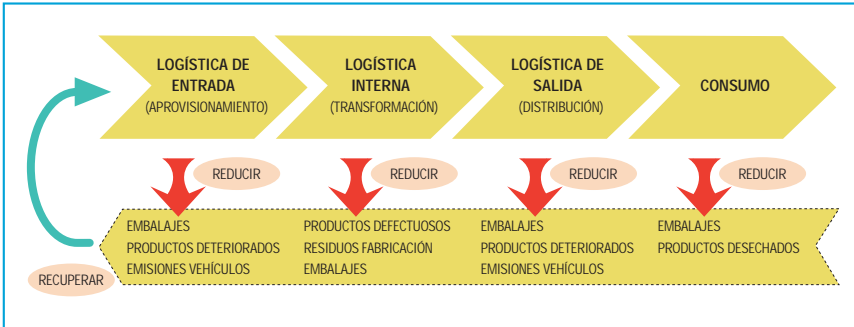 LOGÍSTICA DE
ENTRADA
(APROVISIONAMIENTO)
LOGÍSTICA
INTERNA
(TRANSFORMACIÓN)
LOGÍSTICA DE
SALIDA
(DISTRIBUCIÓN)
CONSUMO
REDUCIR
REDUCIR
REDUCIR
REDUCIR
EMBALAJES
PRODUCTOS DETERIORADOS
EMISIONES VEHÍCULOS
PRODUCTOS DEFECTUOSOS
RESIDUOS FABRICACIÓN
EMBALAJES
EMBALAJES
PRODUCTOS DETERIORADOS
EMISIONES VEHÍCULOS
EMBALAJES
PRODUCTOS DESECHADOS
RECUPERAR